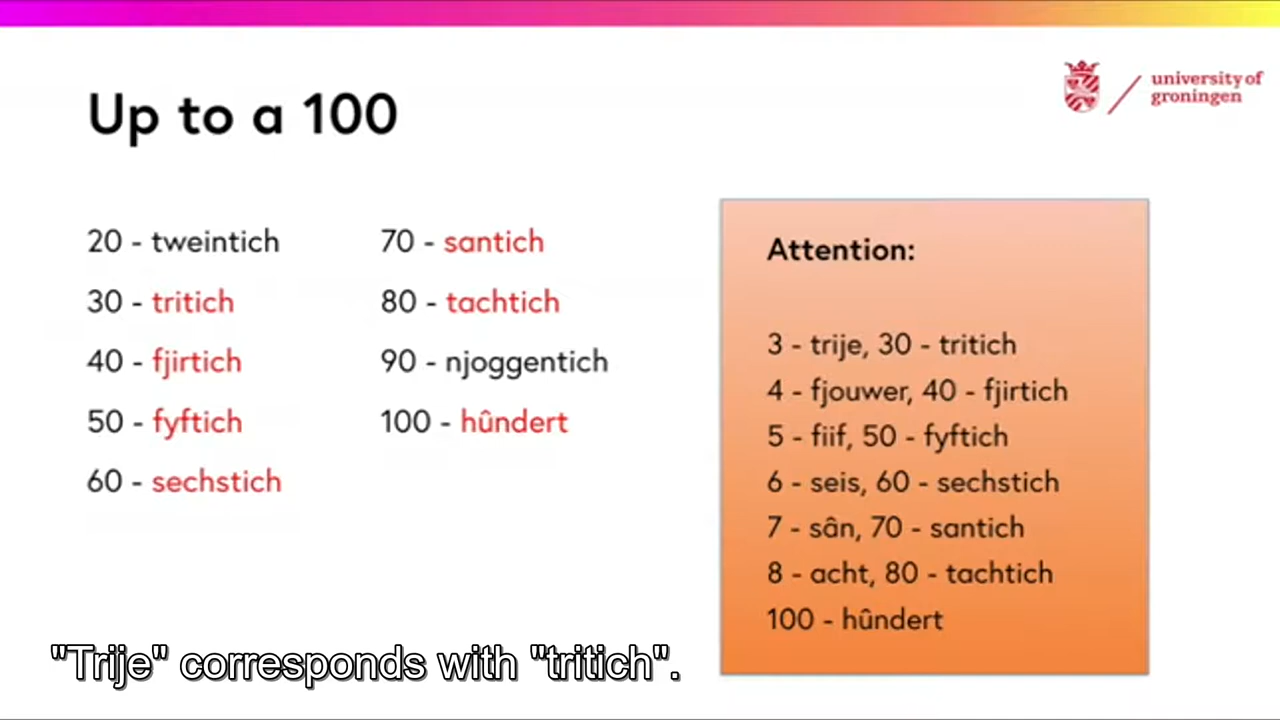 university of
groningen
Up to a 100
20 - tweintich
30 - tritich
40 - fjirtich
50 - fyftich
60 - sechstich
70 - santich
80 - tachtich
90 - njoggentich
100 - hûndert
Attention:
3 - trije, 30 - tritich
4 - fjouwer, 40 - fjirtich
5 - fiif, 50 - fyftich
6 - seis, 60 - sechstich
7 - sân, 70 - santich
8 - acht, 80 - tachtich
100 - hûndert
"Trije" corresponds with "tritich".